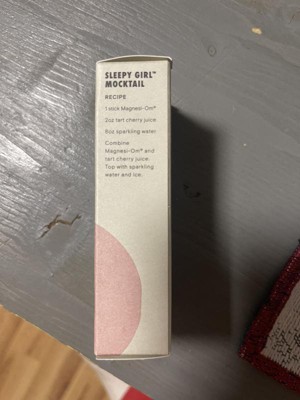 SLEEPY GIRL™
MOCKTAIL
RECIPE
1 stick Magnesi-Om®
2oz tart cherry juice
6oz sparkling water
Combine
Magnesi-Om® and
tart cherry juice.
Top with sparkling
water and ice.